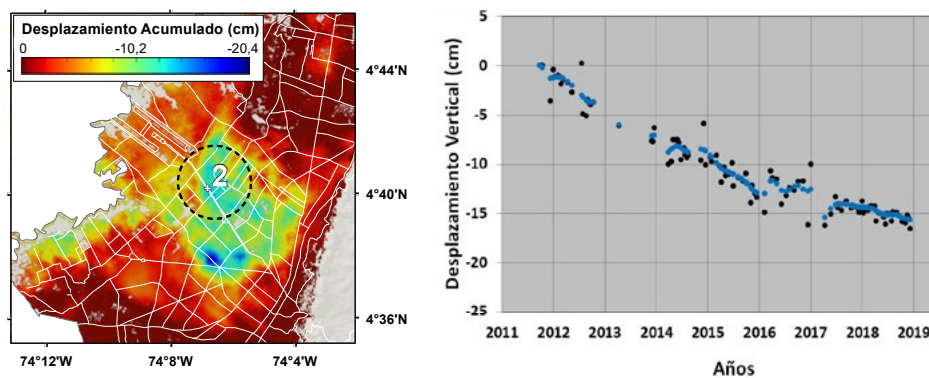 Desplazamiento Acumulado (cm)
0 -10,2 -20,4
4°44'N
4°40'N
4°36'N
74°12'W 74°8'W 74°4'W
2
Desplazamiento Vertical (cm)
5
0
-5
-10
-15
-20
-25
2011 2012 2013 2014 2015 2016 2017 2018 2019
Años